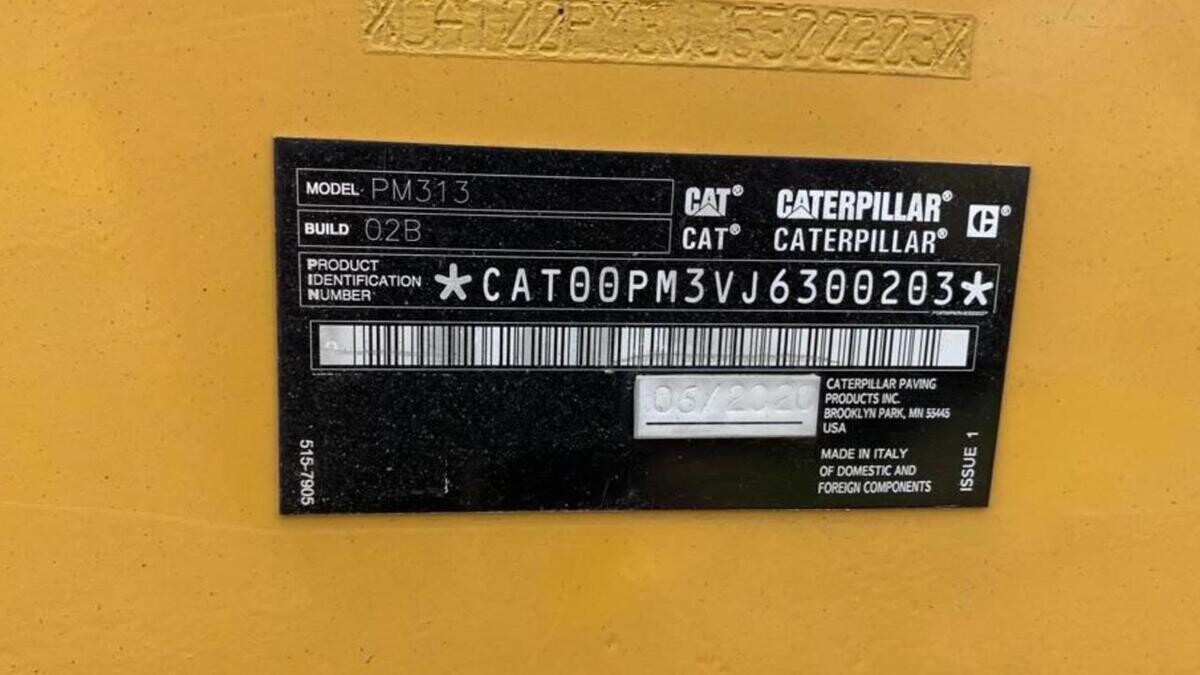 *CAT00PM3VJ6300203*
MODEL PM313
BUILD 02B
CAT® CATERPILLAR® C®
CAT® CATERPILLAR®
PRODUCT
IDENTIFICATION
NUMBER
*CAT00PM3VJ6300203*
06/2020
CATERPILLAR PAVING
PRODUCTS INC.
BROOKLYN PARK, MN 55445
USA
MADE IN ITALY
OF DOMESTIC AND
FOREIGN COMPONENTS
515-7905
ISSUE 1